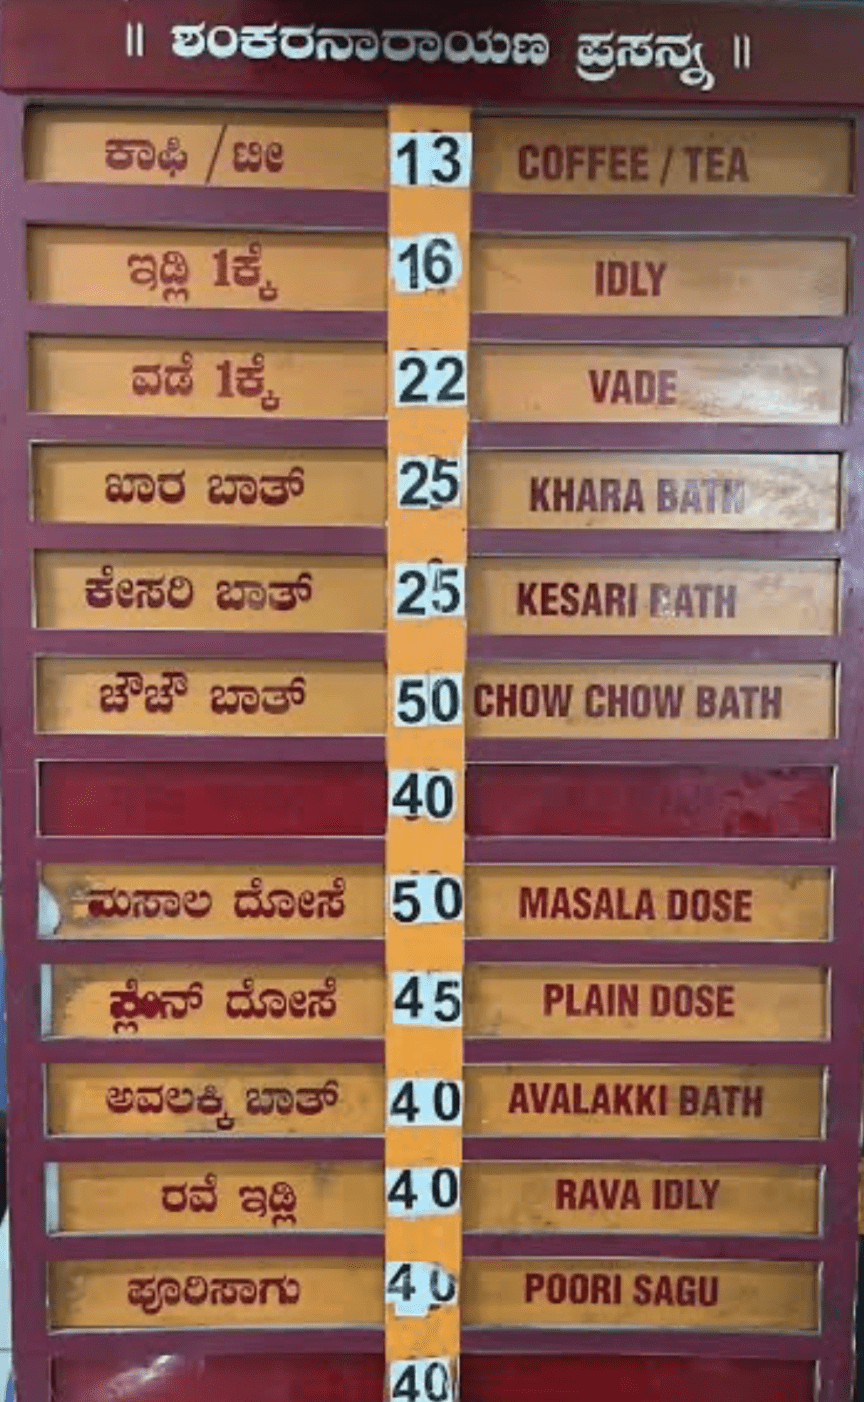 ॥ ಶಂಕರನಾರಾಯಣ ಪ್ರಸನ್ನ ॥
ಕಾಫಿ / ಟೀ 13 COFFEE / TEA
ಇಡ್ಲಿ 1ಕ್ಕೆ 16 IDLY
ವಡೆ 1ಕ್ಕೆ 22 VADE
ಖಾರ ಬಾತ್ 25 KHARA BATH
ಕೇಸರಿ ಬಾತ್ 25 KESARI BATH
ಚೌಚೌ ಬಾತ್ 50 CHOW CHOW BATH
40
ಮಸಾಲ ದೋಸೆ 50 MASALA DOSE
ಪ್ಲೇನ್ ದೋಸೆ 45 PLAIN DOSE
ಅವಲಕ್ಕಿ ಬಾತ್ 40 AVALAKKI BATH
ರವೆ ಇಡ್ಲಿ 40 RAVA IDLY
ಪೂರಿಸಾಗು 40 POORI SAGU
40